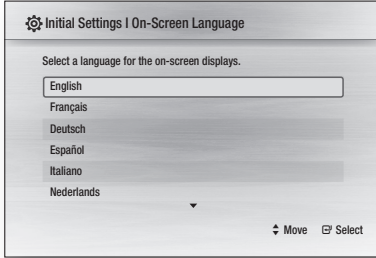 Initial Settings I On-Screen Language
Select a language for the on-screen displays.
English
Français
Deutsch
Español
Italiano
Nederlands
Move Select